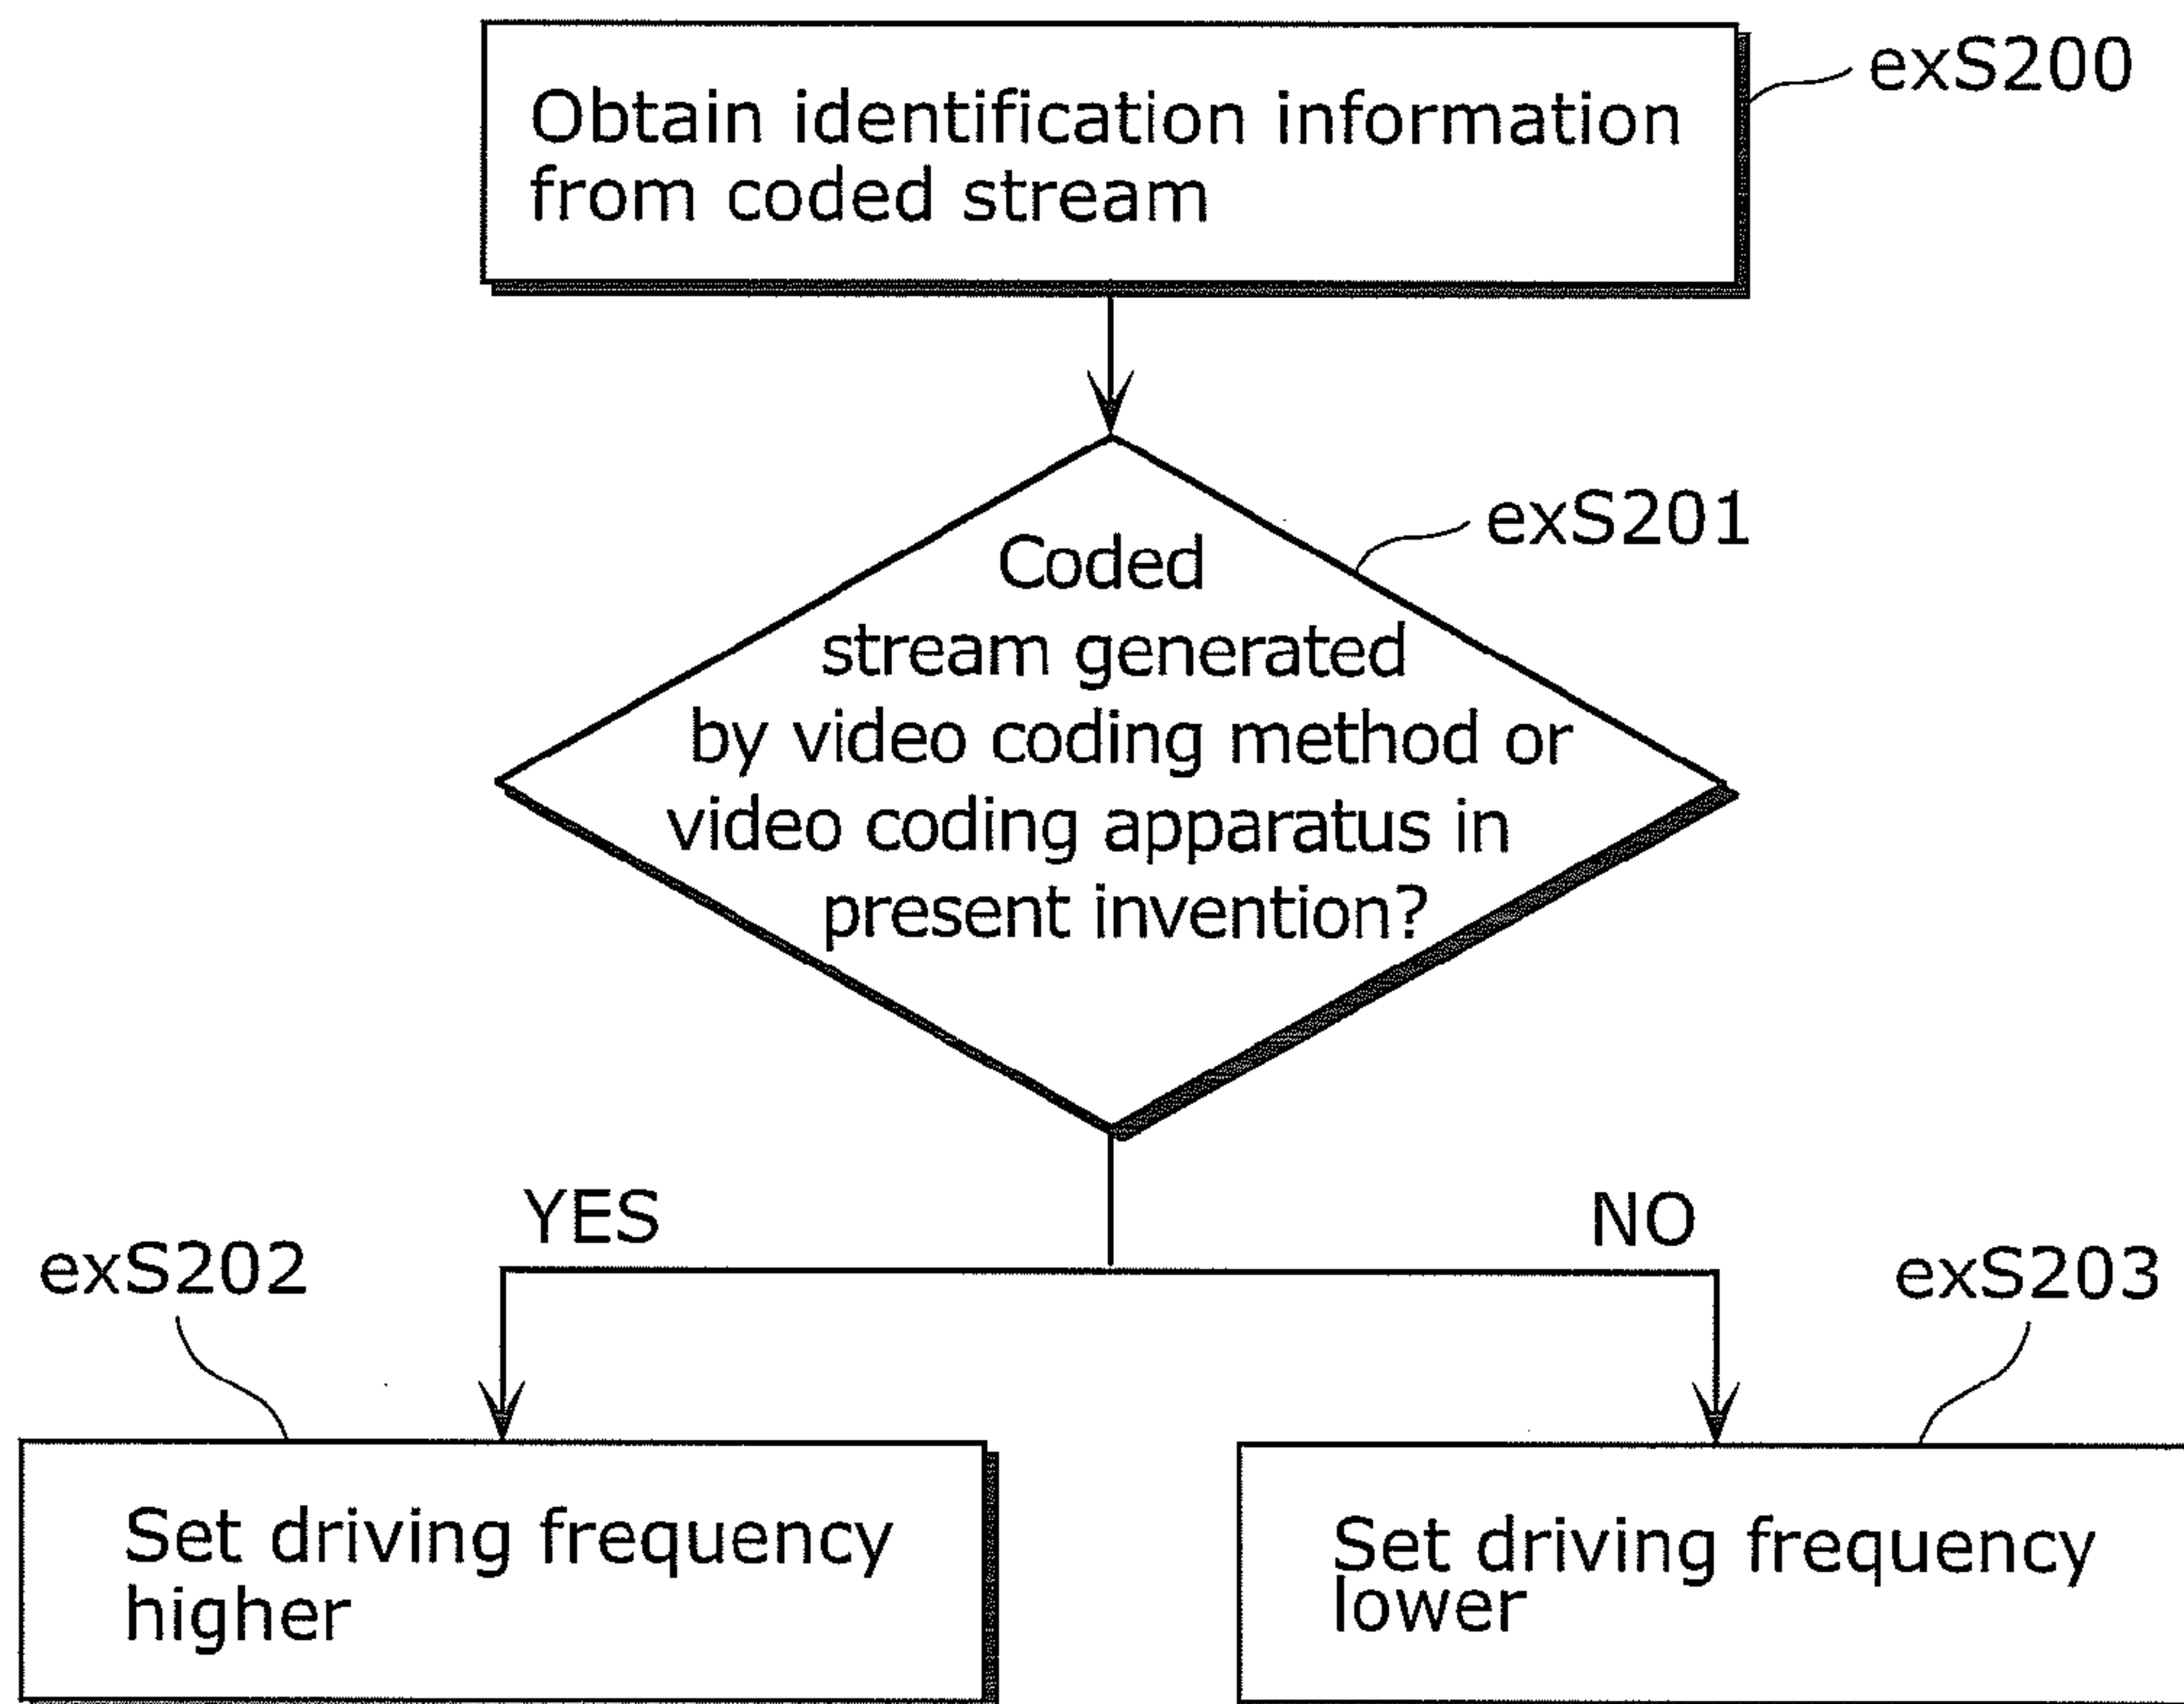 exS200
Obtain identification information
from coded stream
exS201
Coded
stream generated
by video coding method or
video coding apparatus in
present invention?
YES
NO
exS202
exS203
Set driving frequency
higher
Set driving frequency
lower